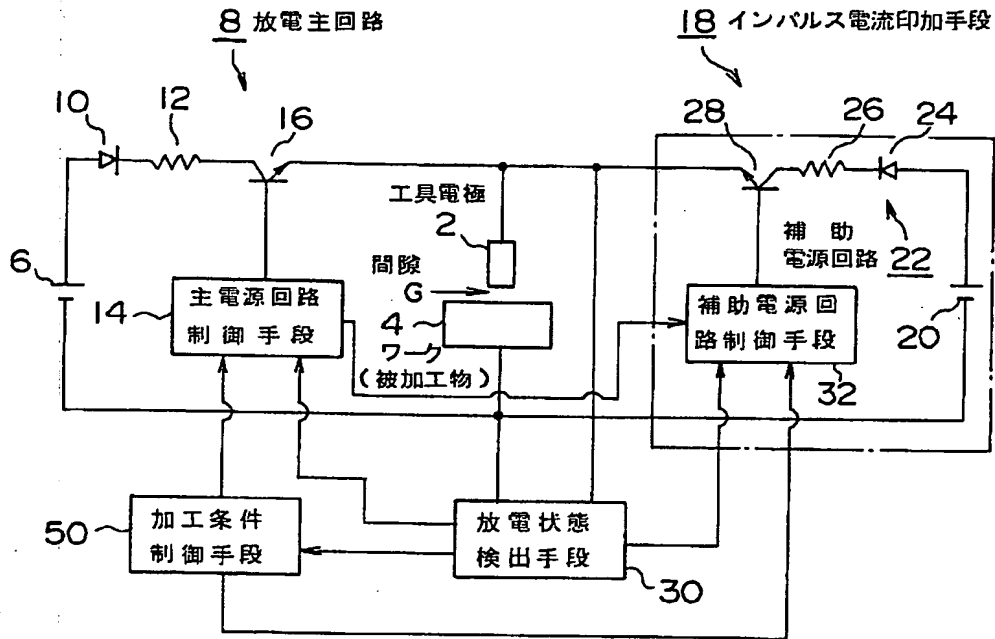 8 放電主回路
18 インパルス電流印加手段
10
12
16
28
26
24
工具電極
2
補助
電源回路 22
6
間隙
G
14
主電源回路
制御手段
4
ワーク
(被加工物)
補助電源回
路制御手段
20
32
50
加工条件
制御手段
放電状態
検出手段
30